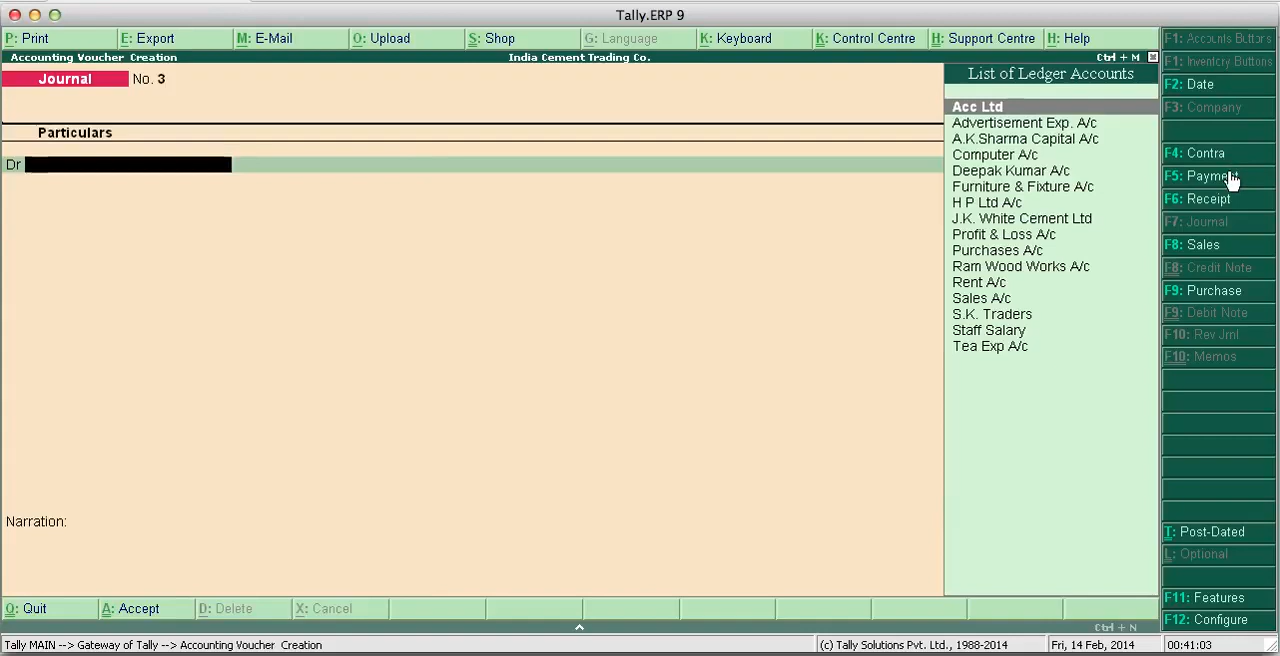 Tally.ERP 9
P: Print E: Export M: E-Mail O: Upload S: Shop G: Language K: Keyboard K: Control Centre H: Support Centre H: Help
Accounting Voucher Creation India Cement Trading Co. Ctrl + M
Journal No. 3
Particulars
Dr
Narration:
List of Ledger Accounts
Acc Ltd
Advertisement Exp. A/c
A.K.Sharma Capital A/c
Computer A/c
Deepak Kumar A/c
Furniture & Fixture A/c
H P Ltd A/c
J.K. White Cement Ltd
Profit & Loss A/c
Purchases A/c
Ram Wood Works A/c
Rent A/c
Sales A/c
S.K. Traders
Staff Salary
Tea Exp A/c
F1: Accounts Buttons
F1: Inventory Buttons
F2: Date
F3: Company
F4: Contra
F5: Payment
F6: Receipt
F7: Journal
F8: Sales
F8: Credit Note
F9: Purchase
F9: Debit Note
F10: Rev Jrnl
F10: Memos
T: Post-Dated
L: Optional
F11: Features
F12: Configure
Q: Quit A: Accept D: Delete X: Cancel
Ctrl + N
Tally MAIN --> Gateway of Tally --> Accounting Voucher Creation (c) Tally Solutions Pvt. Ltd., 1988-2014 Fri, 14 Feb, 2014 00:41:03